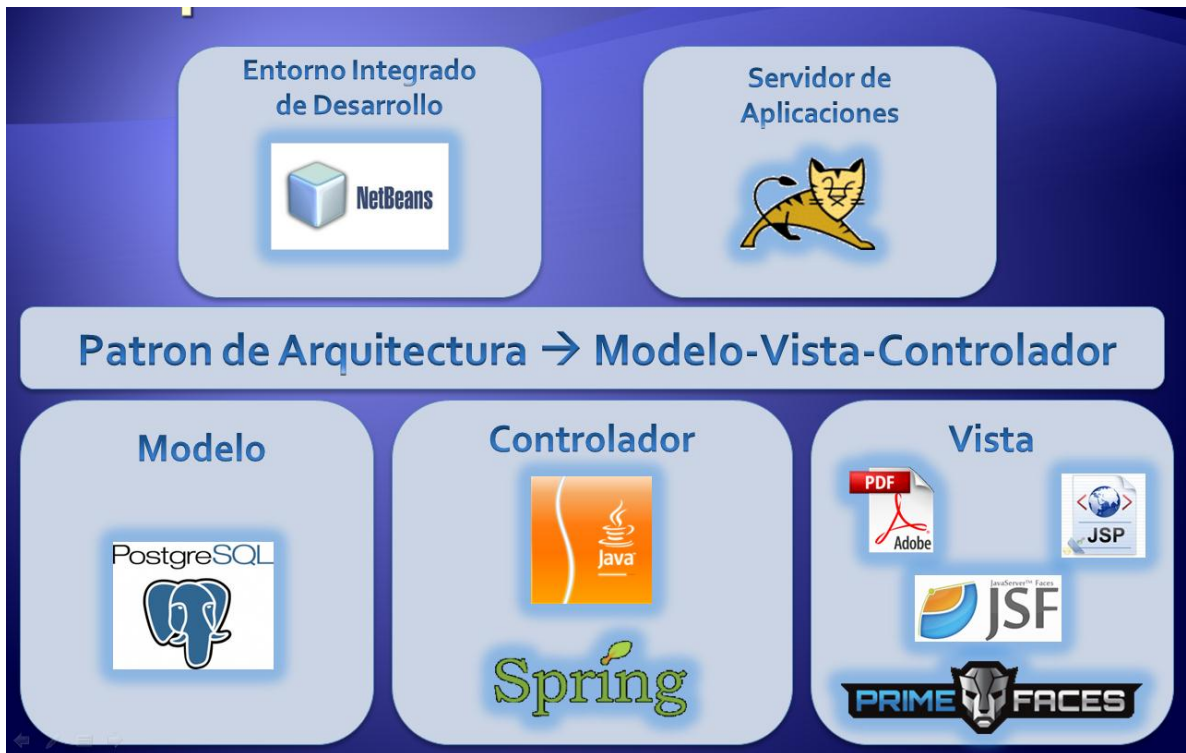 Entorno Integrado
de Desarrollo
NetBeans
Servidor de
Aplicaciones
Patron de Arquitectura → Modelo-Vista-Controlador
Modelo
PostgreSQL
Controlador
Java
Spring
Vista
PDF
Adobe
JSP
JavaServer™ Faces
JSF
PRIME FACES